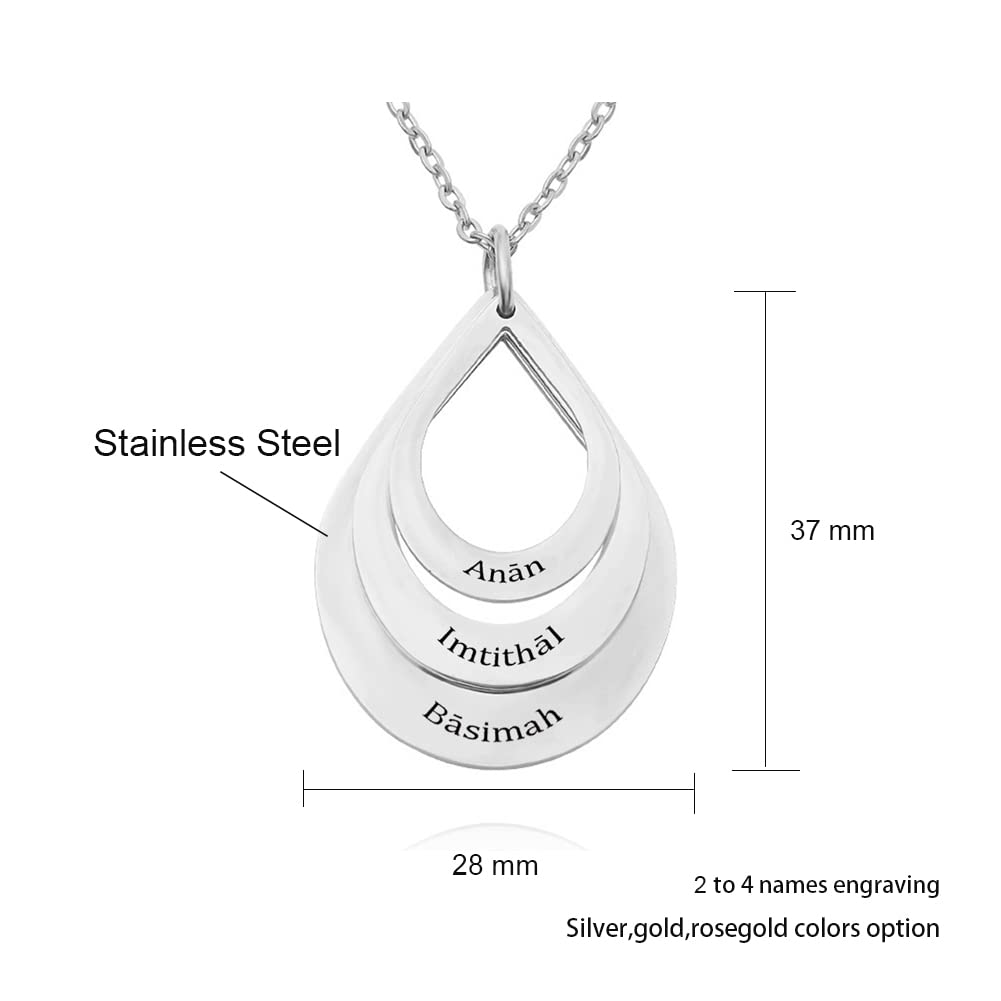 Stainless Steel
37 mm
Anān
Imtithāl
Bāsimah
28 mm
2 to 4 names engraving
Silver,gold,rosegold colors option